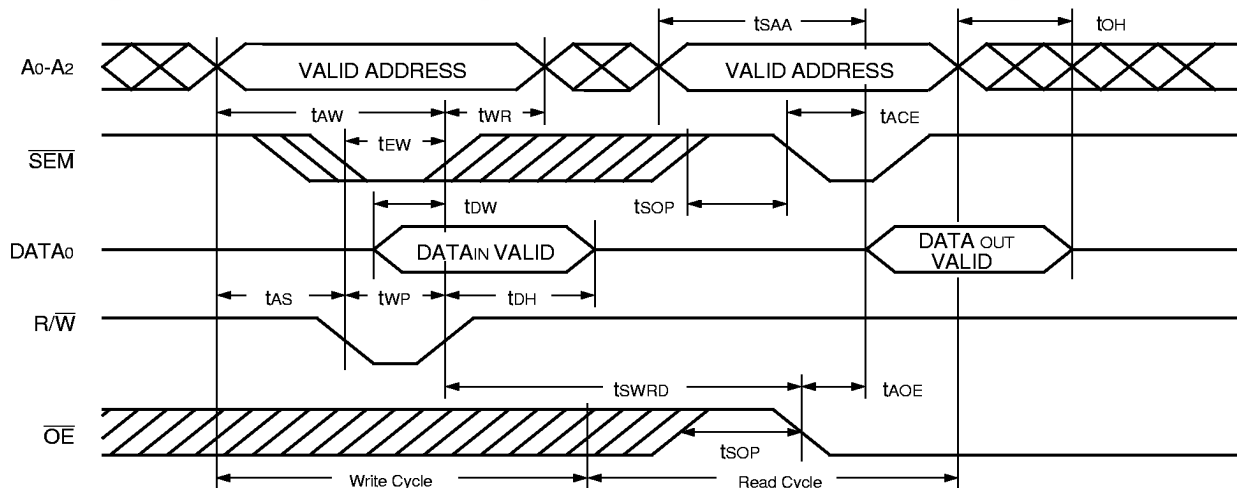 tSAA tOH
A0-A2 VALID ADDRESS VALID ADDRESS
tAW tWR tACE
tEW
SEM
tDW tSOP
DATA0 DATAIN VALID DATA OUT
VALID
tAS tWP tDH
R/W
tSWRD tAOE
OE
tSOP
Write Cycle Read Cycle